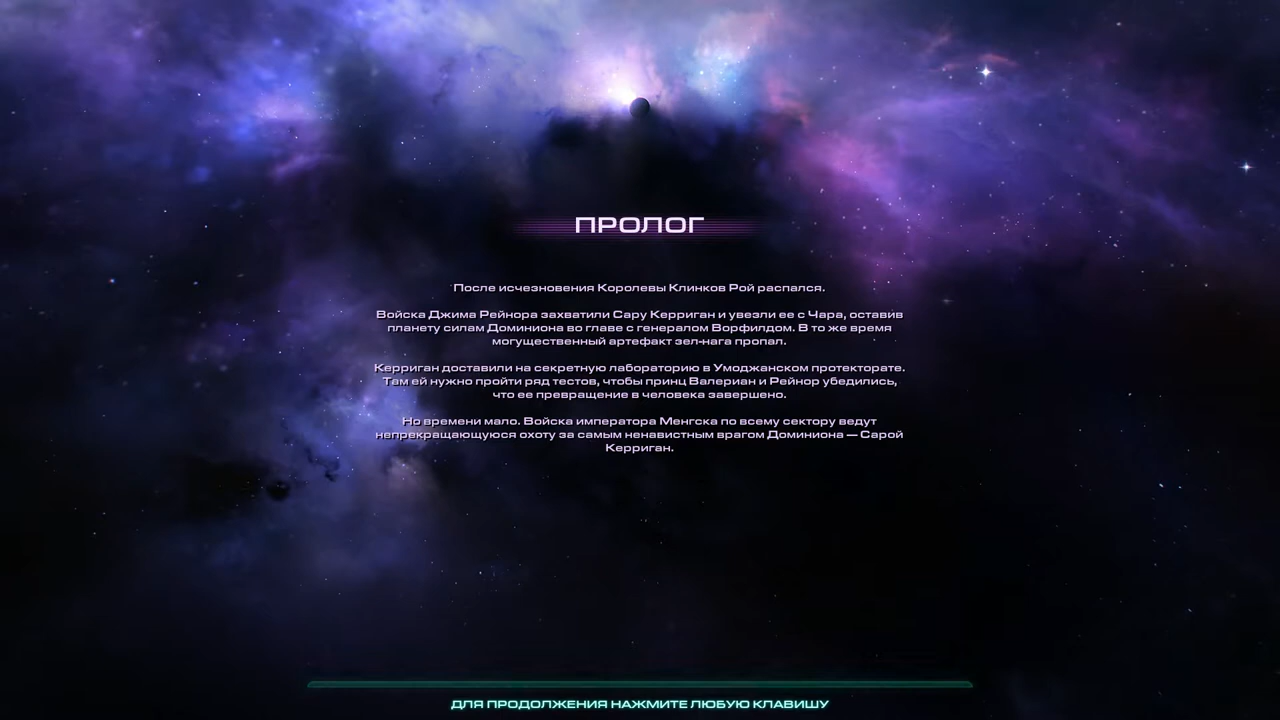 ПРОЛОГ
После исчезновения Королевы Клинков Рой распался.
Войска Джима Рейнора захватили Сару Керриган и увезли ее с Чара, оставив
планету силам Доминиона во главе с генералом Ворфилдом. В то же время
могущественный артефакт зел-нага пропал.
Керриган доставили на секретную лабораторию в Умоджанском протекторате.
Там ей нужно пройти ряд тестов, чтобы принц Валериан и Рейнор убедились,
что ее превращение в человека завершено.
Но времени мало. Войска императора Менгска по всему сектору ведут
непрекращающуюся охоту за самым ненавистным врагом Доминиона — Сарой
Керриган.
ДЛЯ ПРОДОЛЖЕНИЯ НАЖМИТЕ ЛЮБУЮ КЛАВИШУ